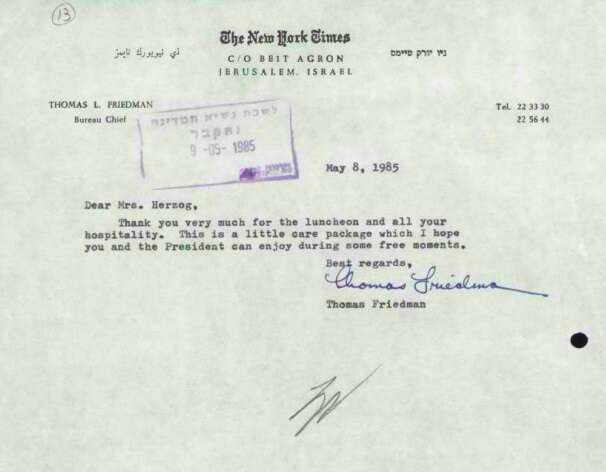 13
The New York Times
ذي نيويورك تايمز
ניו יורק טיימס
C/O BEIT AGRON
JERUSALEM, ISRAEL
THOMAS L. FRIEDMAN
Bureau Chief
Tel. 22 33 30
22 56 44
לשכת נשיא המדינה
נתקבל
9 -05- 1985
May 8, 1985
Dear Mrs. Herzog,
Thank you very much for the luncheon and all your
hospitality. This is a little care package which I hope
you and the President can enjoy during some free moments.
Best regards,
Thomas Friedman
Thomas Friedman